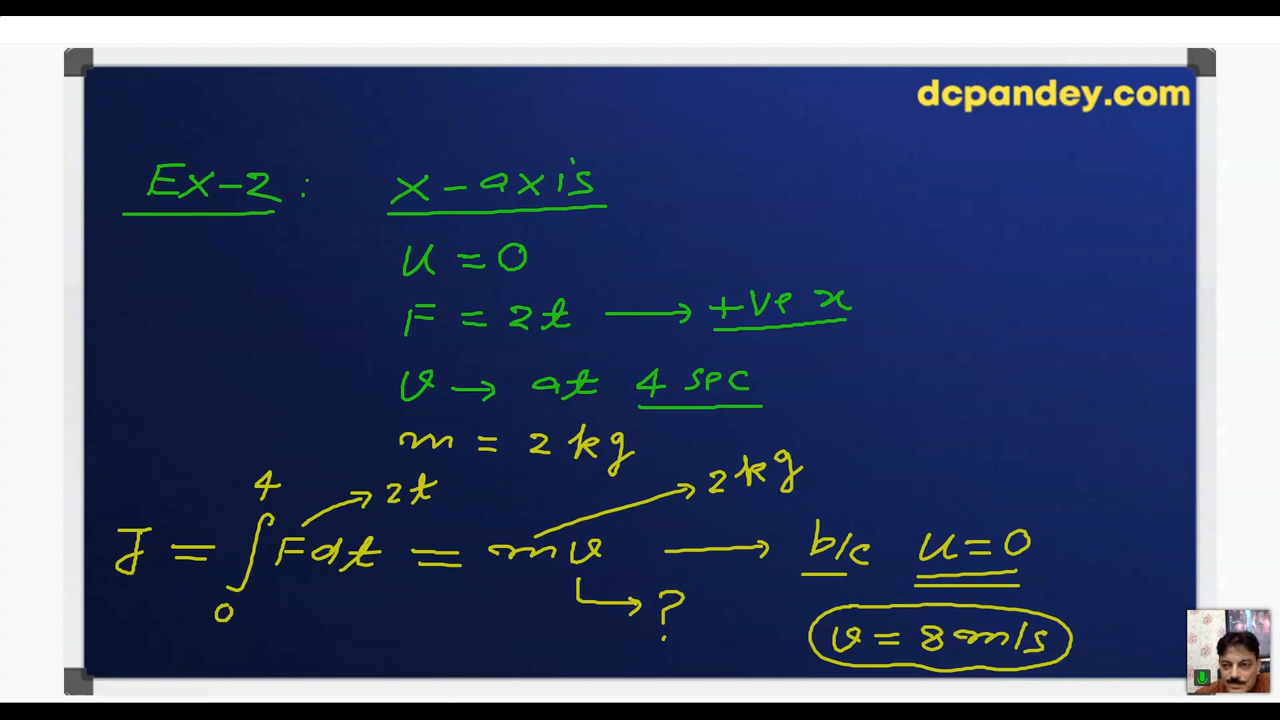 dcpandey.com
Ex-2 : x-axis
u = 0
F = 2t → +ve x
v → at 4 sec
m = 2 kg
4 → 2t → 2 kg
J = ∫ F dt = mv → b/c u = 0
0 → ?
v = 8 m/s